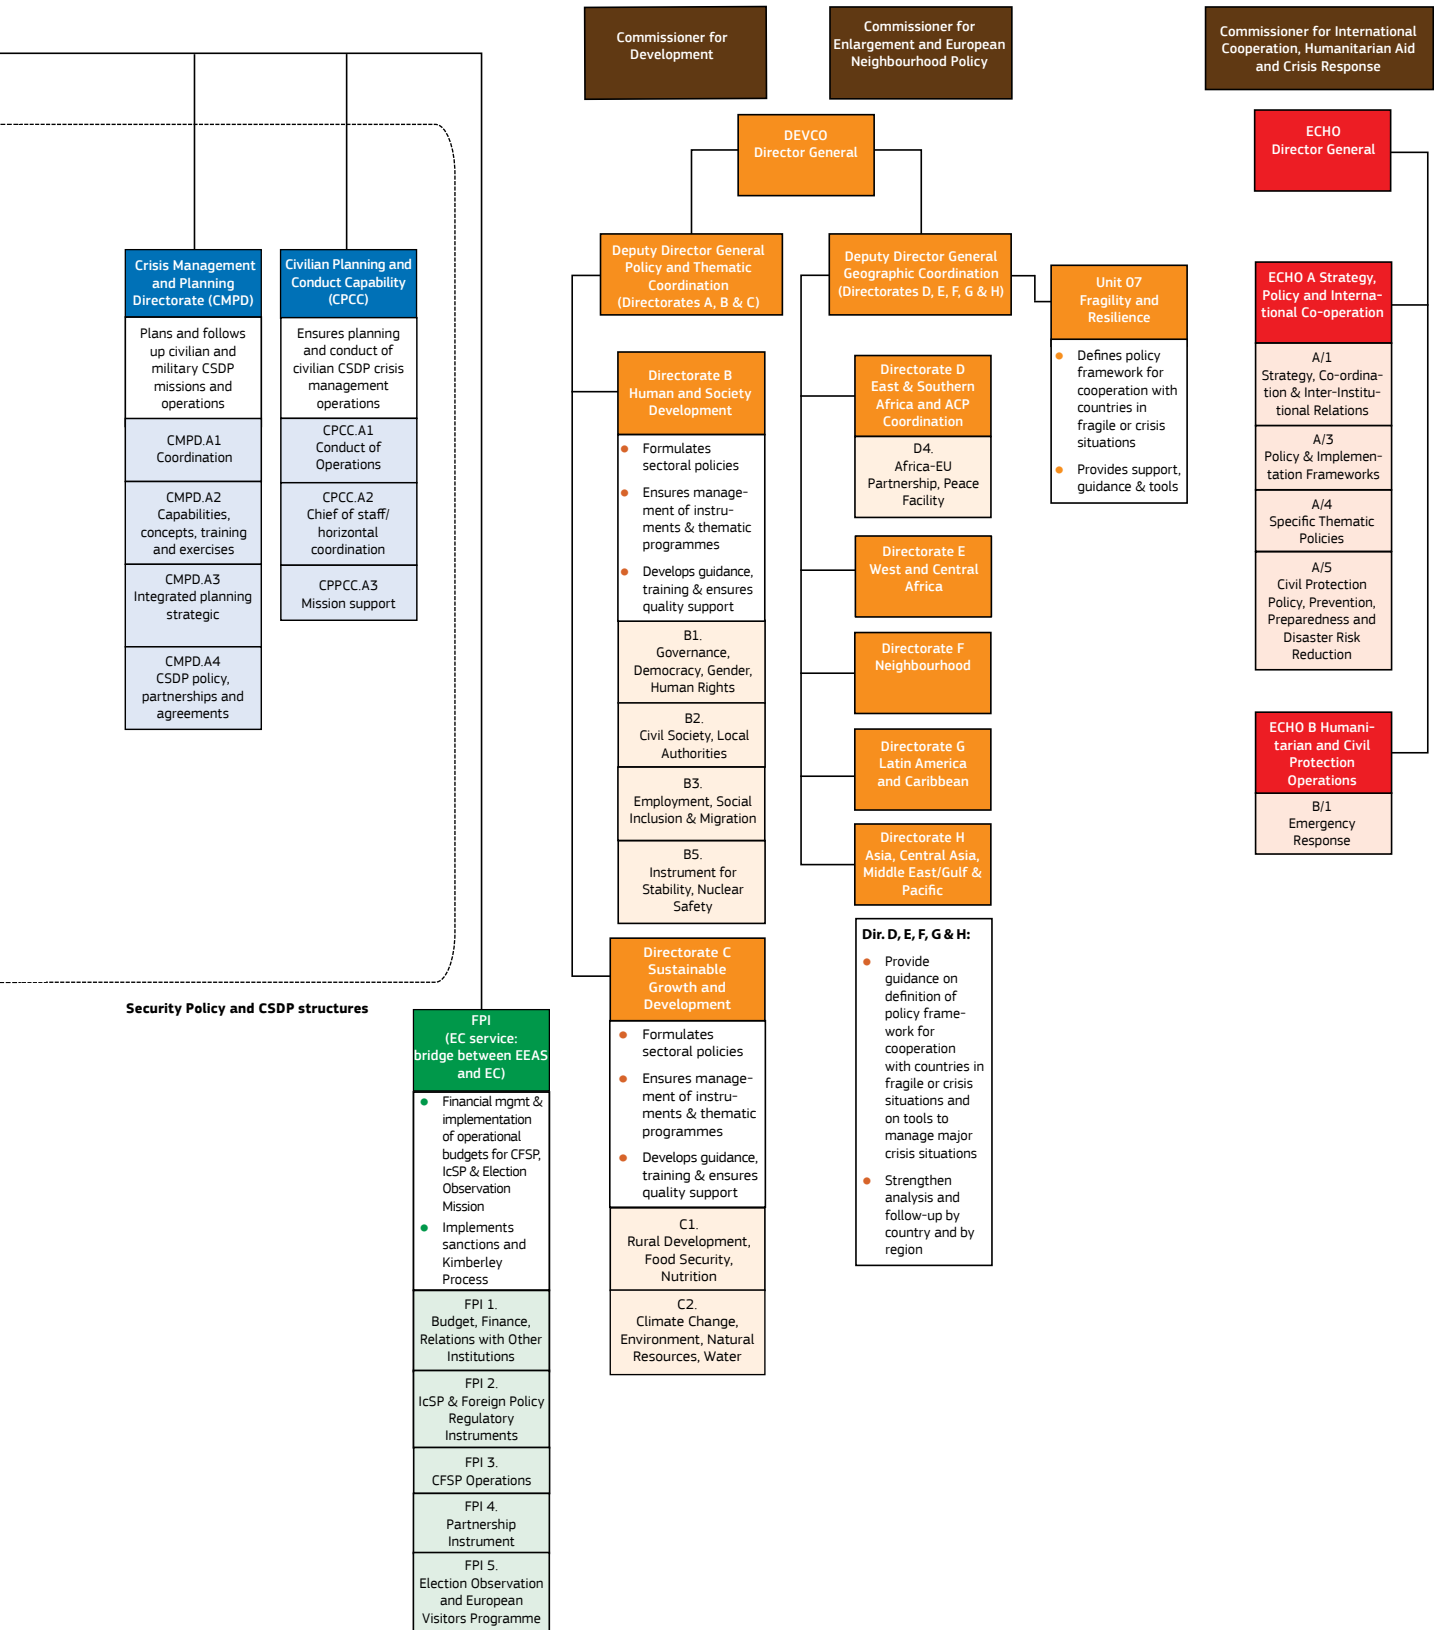 Commissioner for
Development
Commissioner for
Enlargement and European
Neighbourhood Policy
Commissioner for International
Cooperation, Humanitarian Aid
and Crisis Response
DEVCO
Director General
ECHO
Director General
Crisis Management
and Planning
Directorate (CMPD)
Plans and follows
up civilian and
military CSDP
missions and
operations
CMPD.A1
Coordination
CMPD.A2
Capabilities,
concepts, training
and exercises
CMPD.A3
Integrated planning
strategic
CMPD.A4
CSDP policy,
partnerships and
agreements
Civilian Planning and
Conduct Capability
(CPCC)
Ensures planning
and conduct of
civilian CSDP crisis
management
operations
CPCC.A1
Conduct of
Operations
CPCC.A2
Chief of staff/
horizontal
coordination
CPPCC.A3
Mission support
Security Policy and CSDP structures
FPI
(EC service:
bridge between EEAS
and EC)
• Financial mgmt &
implementation
of operational
budgets for CFSP,
IcSP & Election
Observation
Mission
• Implements
sanctions and
Kimberley
Process
FPI 1.
Budget, Finance,
Relations with Other
Institutions
FPI 2.
IcSP & Foreign Policy
Regulatory
Instruments
FPI 3.
CFSP Operations
FPI 4.
Partnership
Instrument
FPI 5.
Election Observation
and European
Visitors Programme
Deputy Director General
Policy and Thematic
Coordination
(Directorates A, B & C)
Directorate B
Human and Society
Development
• Formulates
sectoral policies
• Ensures manage-
ment of instru-
ments & thematic
programmes
• Develops guidance,
training & ensures
quality support
B1.
Governance,
Democracy, Gender,
Human Rights
B2.
Civil Society, Local
Authorities
B3.
Employment, Social
Inclusion & Migration
B5.
Instrument for
Stability, Nuclear
Safety
Directorate C
Sustainable
Growth and
Development
• Formulates
sectoral policies
• Ensures manage-
ment of instru-
ments & thematic
programmes
• Develops guidance,
training & ensures
quality support
C1.
Rural Development,
Food Security,
Nutrition
C2.
Climate Change,
Environment, Natural
Resources, Water
Deputy Director General
Geographic Coordination
(Directorates D, E, F, G & H)
Directorate D
East & Southern
Africa and ACP
Coordination
D4.
Africa-EU
Partnership, Peace
Facility
Directorate E
West and Central
Africa
Directorate F
Neighbourhood
Directorate G
Latin America
and Caribbean
Directorate H
Asia, Central Asia,
Middle East/Gulf &
Pacific
Dir. D, E, F, G & H:
• Provide
guidance on
definition of
policy frame-
work for
cooperation
with countries in
fragile or crisis
situations and
on tools to
manage major
crisis situations
• Strengthen
analysis and
follow-up by
country and by
region
Unit 07
Fragility and
Resilience
• Defines policy
framework for
cooperation with
countries in
fragile or crisis
situations
• Provides support,
guidance & tools
ECHO A Strategy,
Policy and Interna-
tional Co-operation
A/1
Strategy, Co-ordina-
tion & Inter-Institu-
tional Relations
A/3
Policy & Implemen-
tation Frameworks
A/4
Specific Thematic
Policies
A/5
Civil Protection
Policy, Prevention,
Preparedness and
Disaster Risk
Reduction
ECHO B Humani-
tarian and Civil
Protection
Operations
B/1
Emergency
Response